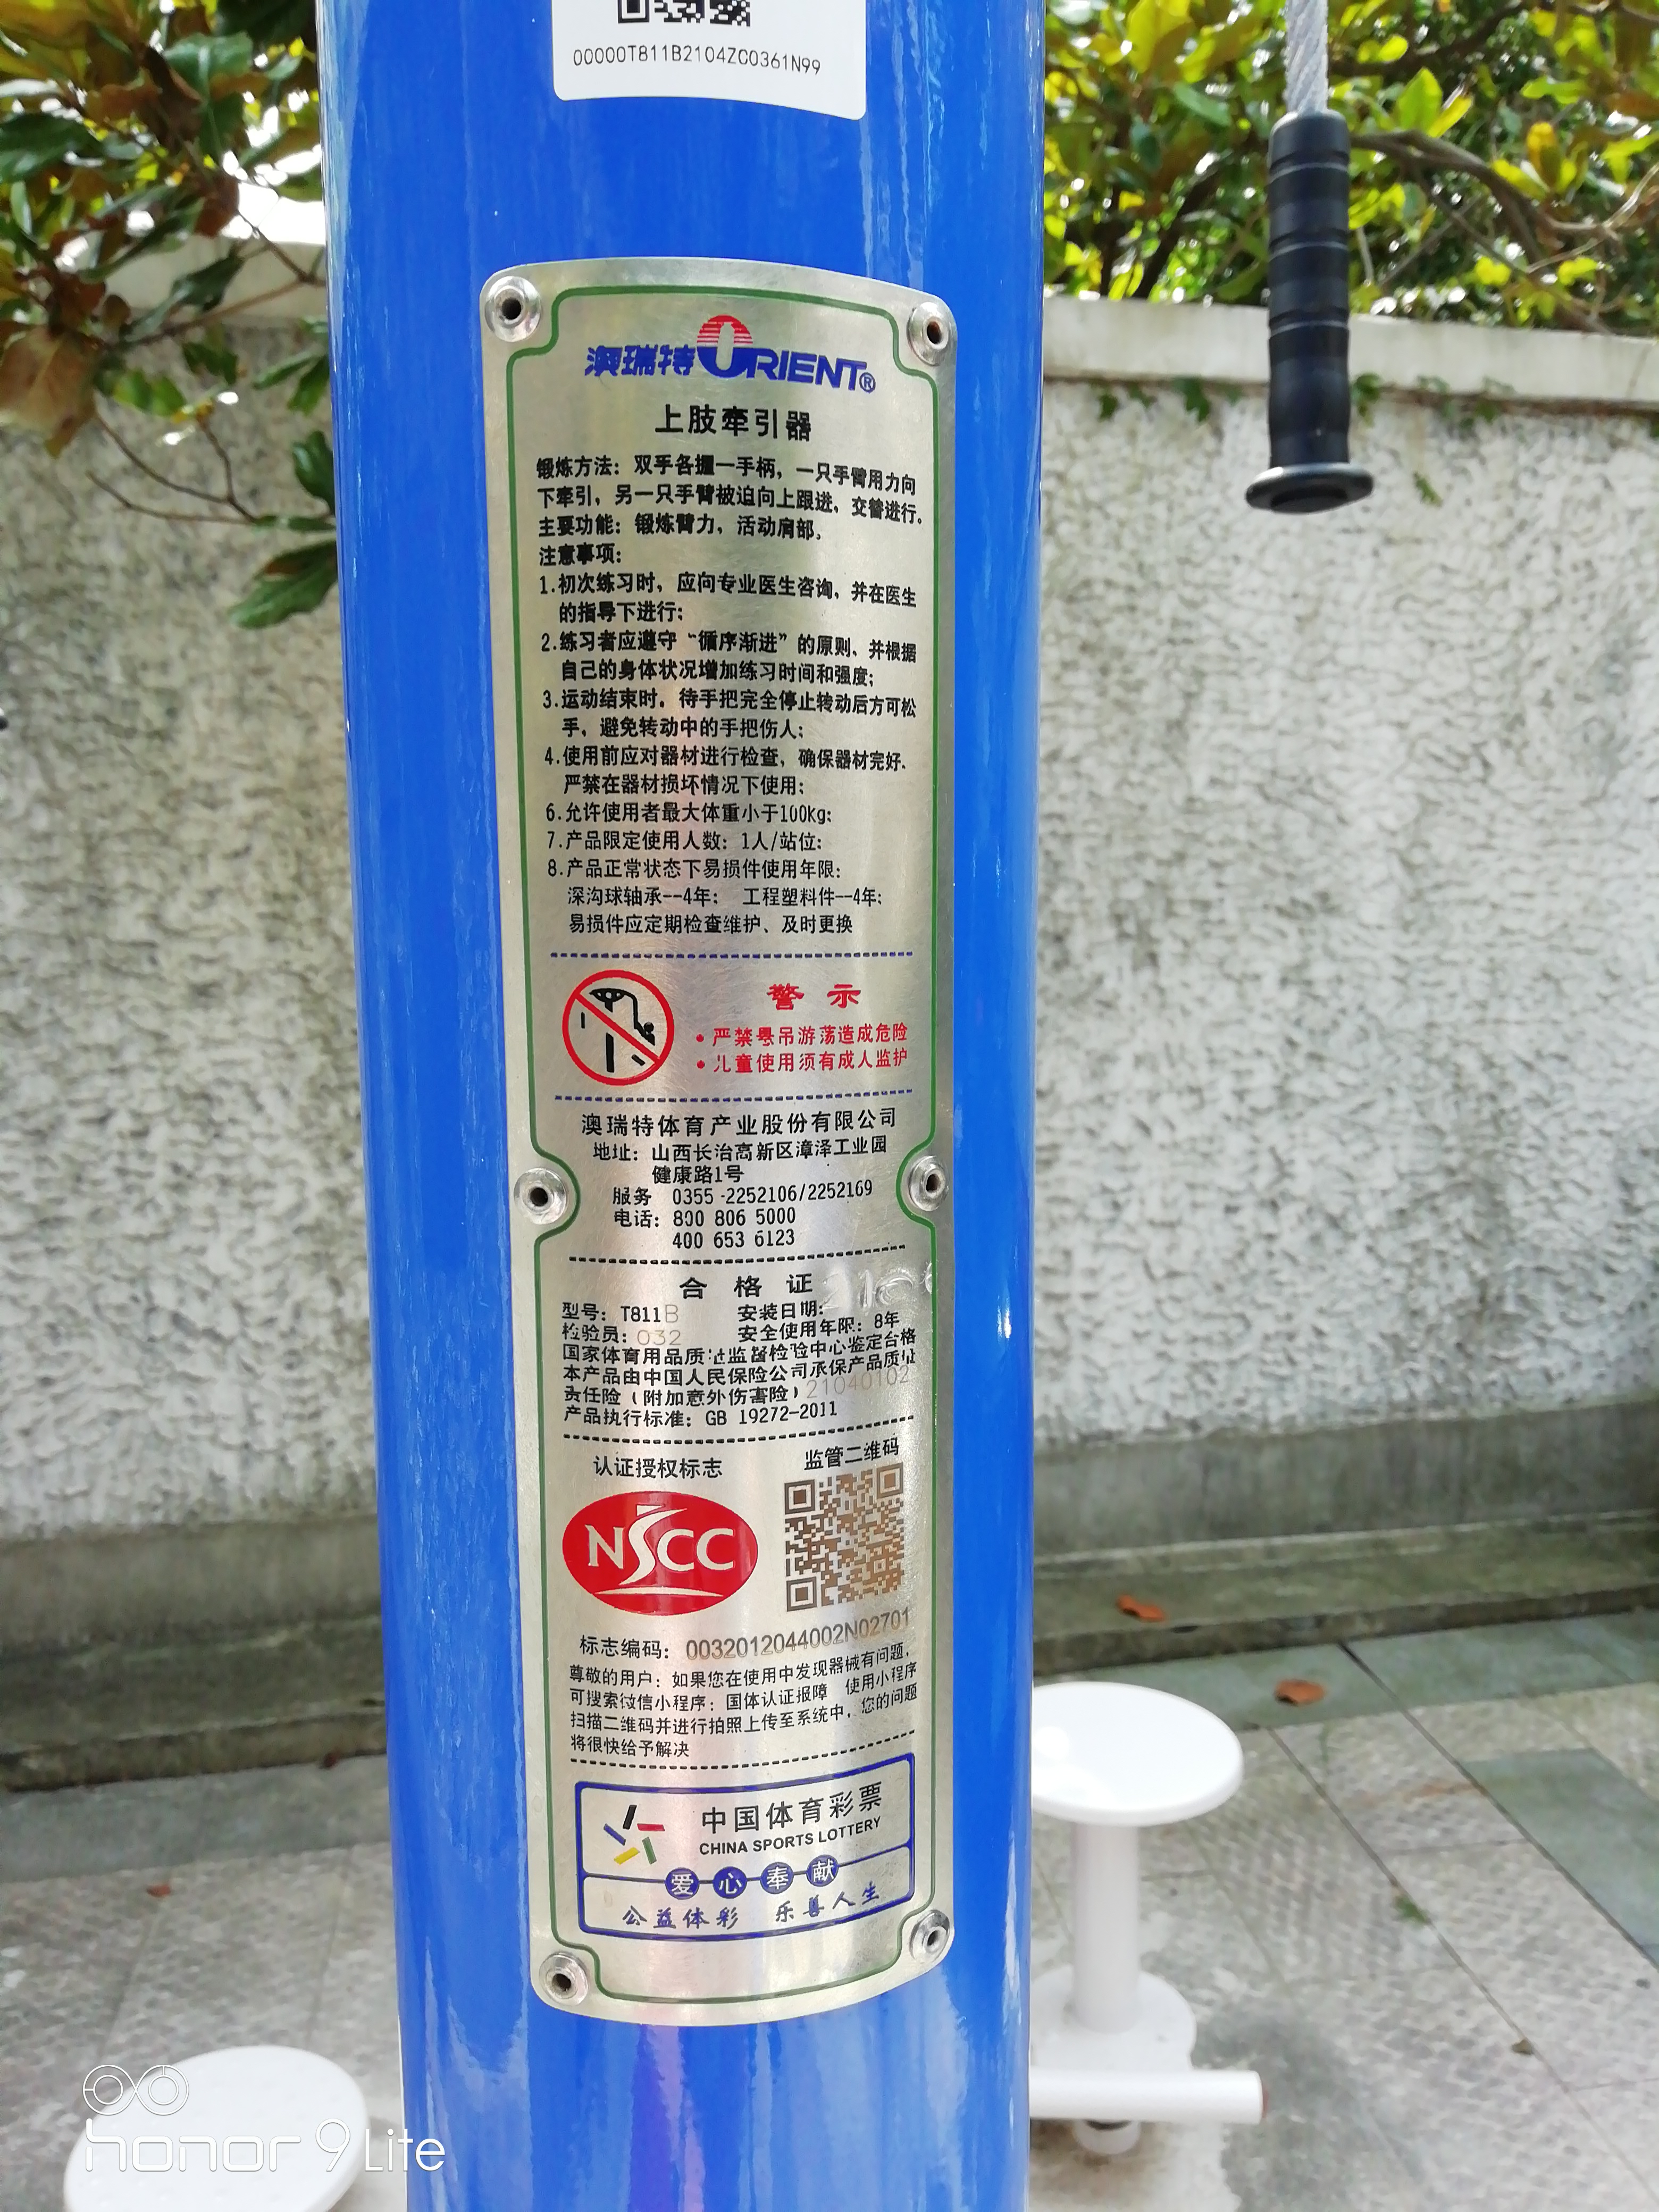 00000T811B2104ZC0361N99
澳瑞特ORIENT®
上肢牵引器
锻炼方法：双手各握一手柄，一只手臂用力向
下牵引，另一只手臂被迫向上跟进，交替进行。
主要功能：锻炼臂力，活动肩部。
注意事项：
1.初次练习时，应向专业医生咨询，并在医生
的指导下进行；
2.练习者应遵守“循序渐进”的原则、并根据
自己的身体状况增加练习时间和强度；
3.运动结束时，待手把完全停止转动后方可松
手，避免转动中的手把伤人；
4.使用前应对器材进行检查，确保器材完好、
严禁在器材损坏情况下使用；
6.允许使用者最大体重小于100Kg；
7.产品限定使用人数：1人/站位；
8.产品正常状态下易损件使用年限：
深沟球轴承--4年； 工程塑料件--4年；
易损件应定期检查维护、及时更换
警示
•严禁悬吊游荡造成危险
•儿童使用须有成人监护
澳瑞特体育产业股份有限公司
地址：山西长治高新区漳泽工业园
健康路1号
服务 0355-2252106/2252169
电话：800 806 5000
400 653 6123
合格证
型号：T811B 安装日期：
检验员：032 安全使用年限：8年
国家体育用品质量监督检验中心鉴定合格
本产品由中国人民保险公司承保产品质量
责任险（附加意外伤害险）21040102
产品执行标准：GB 19272-2011
认证授权标志 监管二维码
NSCC
标志编码：0032012044002N02701
尊敬的用户：如果您在使用中发现器械有问题，
可搜索微信小程序：国体认证报障 使用小程序
扫描二维码并进行拍照上传至系统中，您的问题
将很快给予解决
中国体育彩票
CHINA SPORTS LOTTERY
爱心奉献
公益体彩 乐善人生
honor 9 Lite